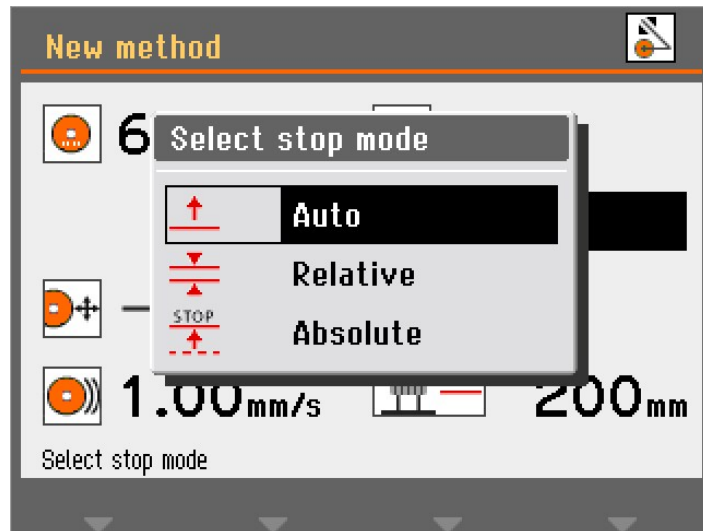 New method
6
Select stop mode
Auto
Relative
STOP
Absolute
1.00mm/s
200mm
Select stop mode